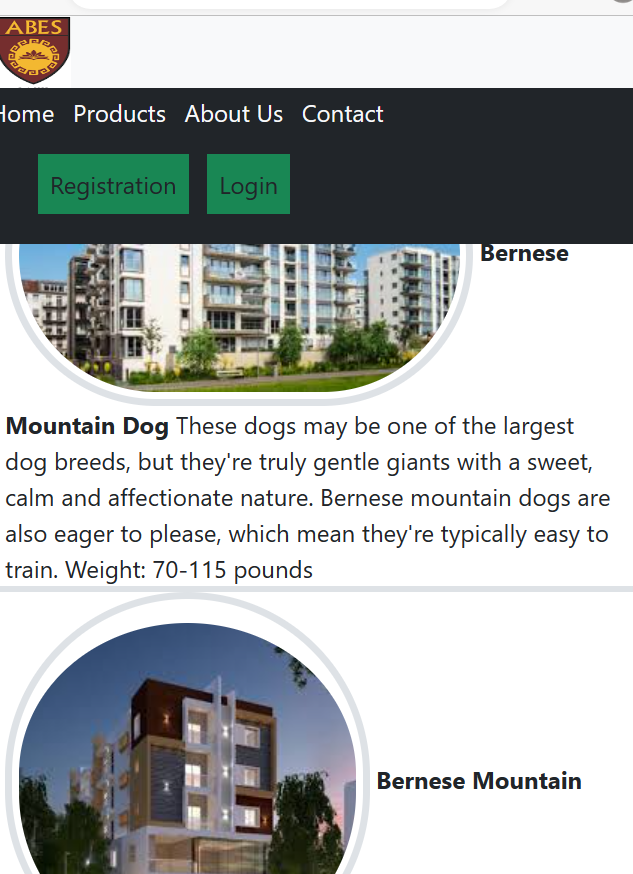 ABES
Home Products About Us Contact
Registration Login
Bernese
Mountain Dog These dogs may be one of the largest
dog breeds, but they're truly gentle giants with a sweet,
calm and affectionate nature. Bernese mountain dogs are
also eager to please, which mean they're typically easy to
train. Weight: 70-115 pounds
Bernese Mountain